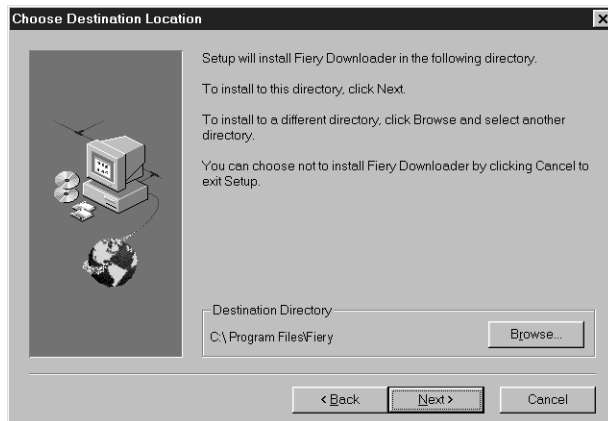 Choose Destination Location
Setup will install Fiery Downloader in the following directory.
To install to this directory, click Next.
To install to a different directory, click Browse and select another
directory.
You can choose not to install Fiery Downloader by clicking Cancel to
exit Setup.
Destination Directory
C:\Program Files\Fiery
Browse...
< Back
Next >
Cancel